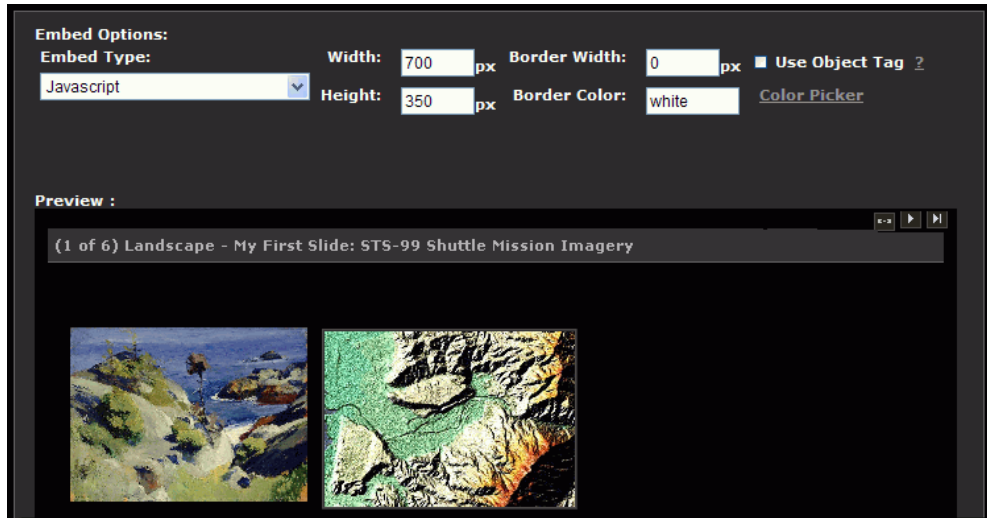 Embed Options:
Embed Type:
Javascript
Width:
700
px
Height:
350
px
Border Width:
0
px
Border Color:
white
Use Object Tag ?
Color Picker
Preview :
(1 of 6) Landscape - My First Slide: STS-99 Shuttle Mission Imagery